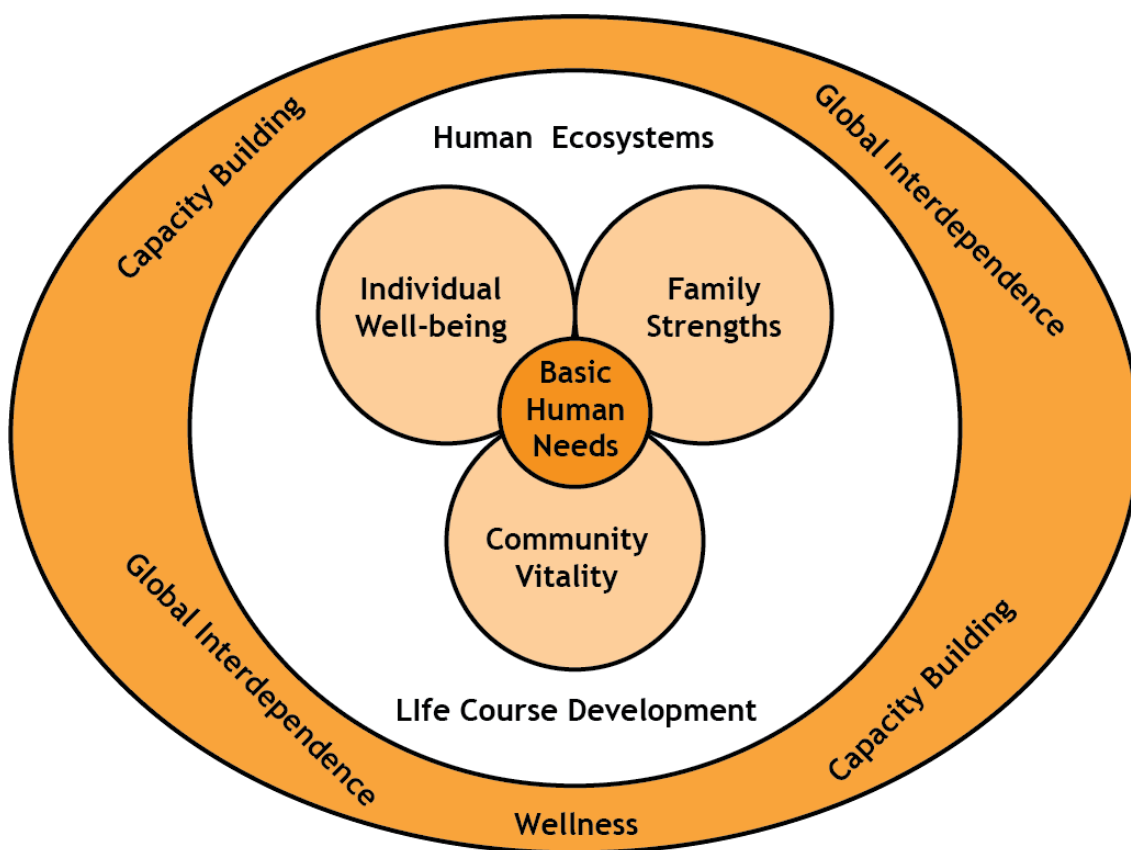 Capacity Building
Global Interdependence
Human Ecosystems
Individual
Well-being
Family
Strengths
Basic
Human
Needs
Community
Vitality
LIfe Course Development
Global Interdependence
Capacity Building
Wellness